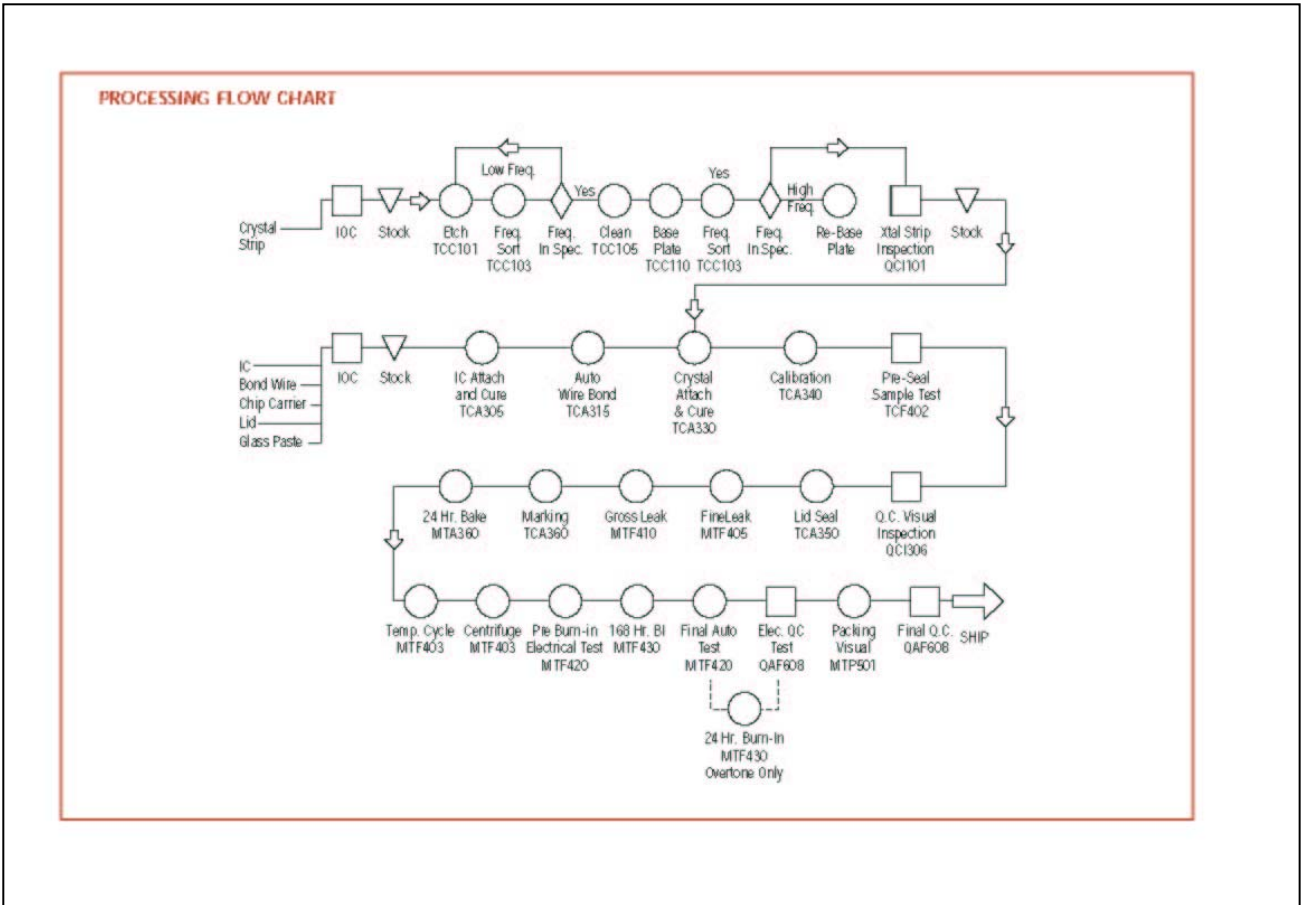 PROCESSING FLOW CHART
Low Freq.
Yes
Yes
High
Freq.
Crystal
Strip
IOC
Stock
Etch
TCC101
Freq.
Sort
TCC103
Freq.
In Spec.
Clean
TCC105
Base
Plate
TCC110
Freq.
Sort
TCC103
Freq.
In Spec.
Re-Base
Plate
Xtal Strip
Inspection
QCI101
Stock
IC
Bond Wire
Chip Carrier
Lid
Glass Paste
IOC
Stock
IC Attach
and Cure
TCA305
Auto
Wire Bond
TCA315
Crystal
Attach
& Cure
TCA330
Calibration
TCA340
Pre-Seal
Sample Test
TCF402
24 Hr. Bake
MTA360
Marking
TCA360
Gross Leak
MTF410
FineLeak
MTF405
Lid Seal
TCA350
Q.C. Visual
Inspection
QCI306
Temp. Cycle
MTF403
Centrifuge
MTF403
Pre Burn-in
Electrical Test
MTF420
168 Hr. BI
MTF430
Final Auto
Test
MTF420
Elec. QC
Test
QAF608
Packing
Visual
MTP501
Final Q.C.
QAF608
SHIP
24 Hr. Burn-In
MTF430
Overtone Only